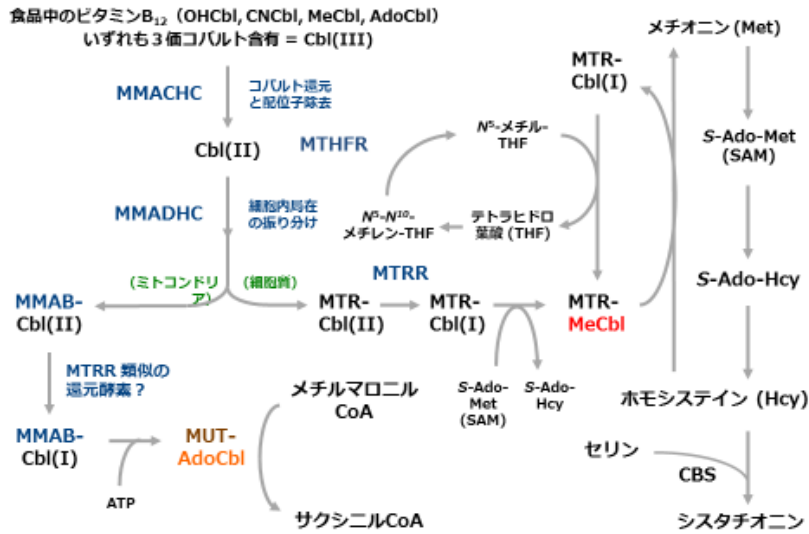 食品中のビタミンB₁₂（OHCbl, CNCbl, MeCbl, AdoCbl）
いずれも３価コバルト含有 = Cbl(III)
MMACHC
コバルト還元
と配位子除去
Cbl(II)
MTHFR
MMADHC
細胞内局在
の振り分け
N⁵-メチル-
THF
N⁵-N¹⁰-
メチレン-THF
テトラヒドロ
葉酸 (THF)
MTR-
Cbl(I)
メチオニン (Met)
S-Ado-Met
(SAM)
S-Ado-Hcy
（ミトコンドリ
ア）
（細胞質）
MTRR
MMAB-
Cbl(II)
MTR-
Cbl(II)
MTR-
Cbl(I)
MTR-
MeCbl
MTRR 類似の
還元酵素？
メチルマロニル
CoA
S-Ado-
Met
(SAM)
S-Ado-
Hcy
ホモシステイン (Hcy)
MMAB-
Cbl(I)
MUT-
AdoCbl
ATP
セリン
CBS
サクシニルCoA
シスタチオニン